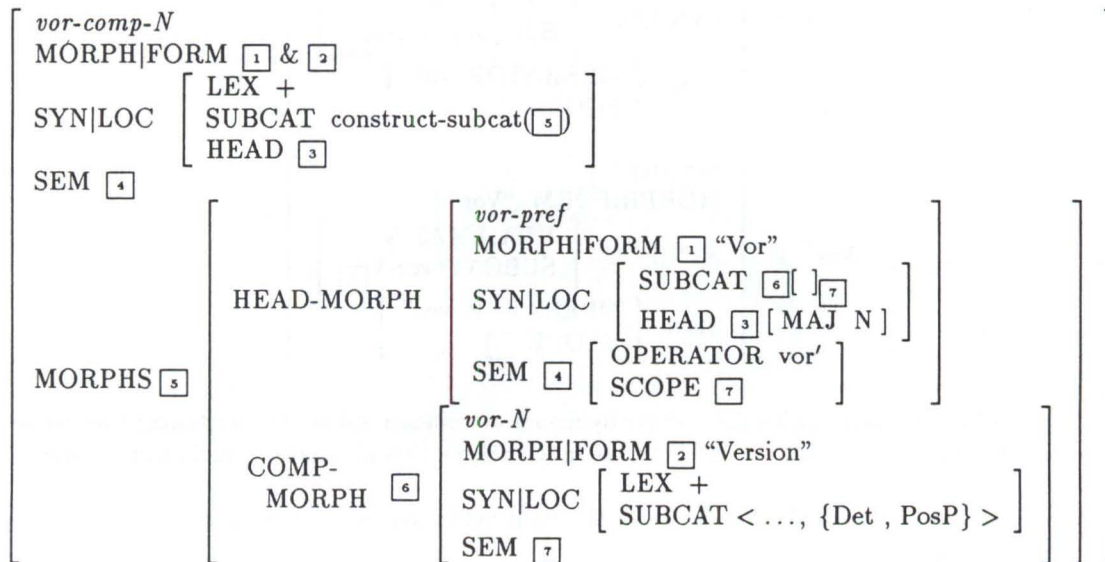 vor-comp-N
MORPH|FORM [1] & [2]
LEX +
SYN|LOC SUBCAT construct-subcat([5])
HEAD [3]
SEM [4]
vor-pref
MORPH|FORM [1] “Vor”
SUBCAT [6][ ][7]
HEAD-MORPH SYN|LOC
HEAD [3] [ MAJ N ]
OPERATOR vor′
SEM [4]
SCOPE [7]
MORPHS [5]
vor-N
MORPH|FORM [2] “Version”
COMP-
MORPH [6]
LEX +
SYN|LOC
SUBCAT < ..., {Det , PosP} >
SEM [7]